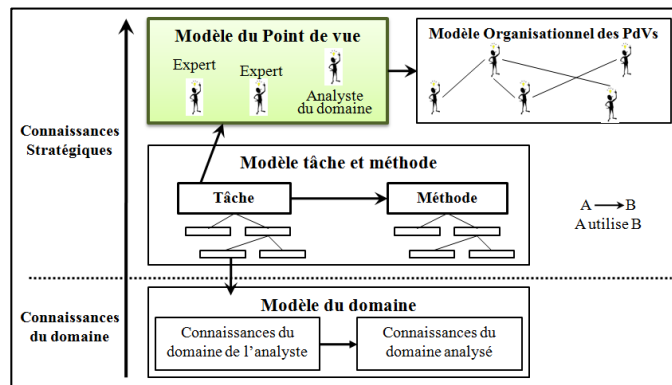 Modèle du Point de vue
Expert
Expert
Analyste
du domaine
Modèle Organisationnel des PdVs
Connaissances
Stratégiques
Modèle tâche et méthode
Tâche
Méthode
A
B
A utilise B
Connaissances
du domaine
Modèle du domaine
Connaissances du
domaine de l'analyste
Connaissances du
domaine analysé